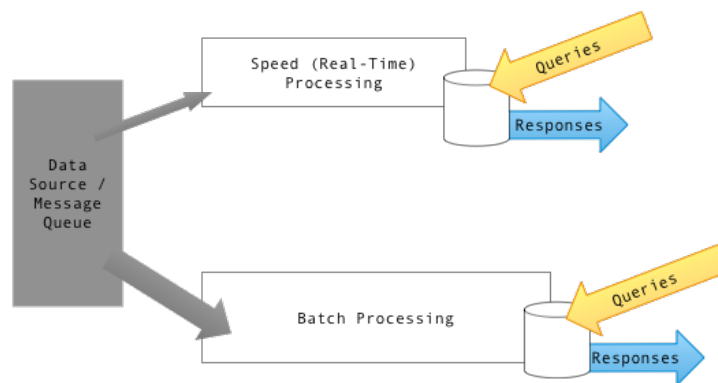 Speed (Real-Time)
Processing
Queries
Responses
Data
Source /
Message
Queue
Batch Processing
Queries
Responses